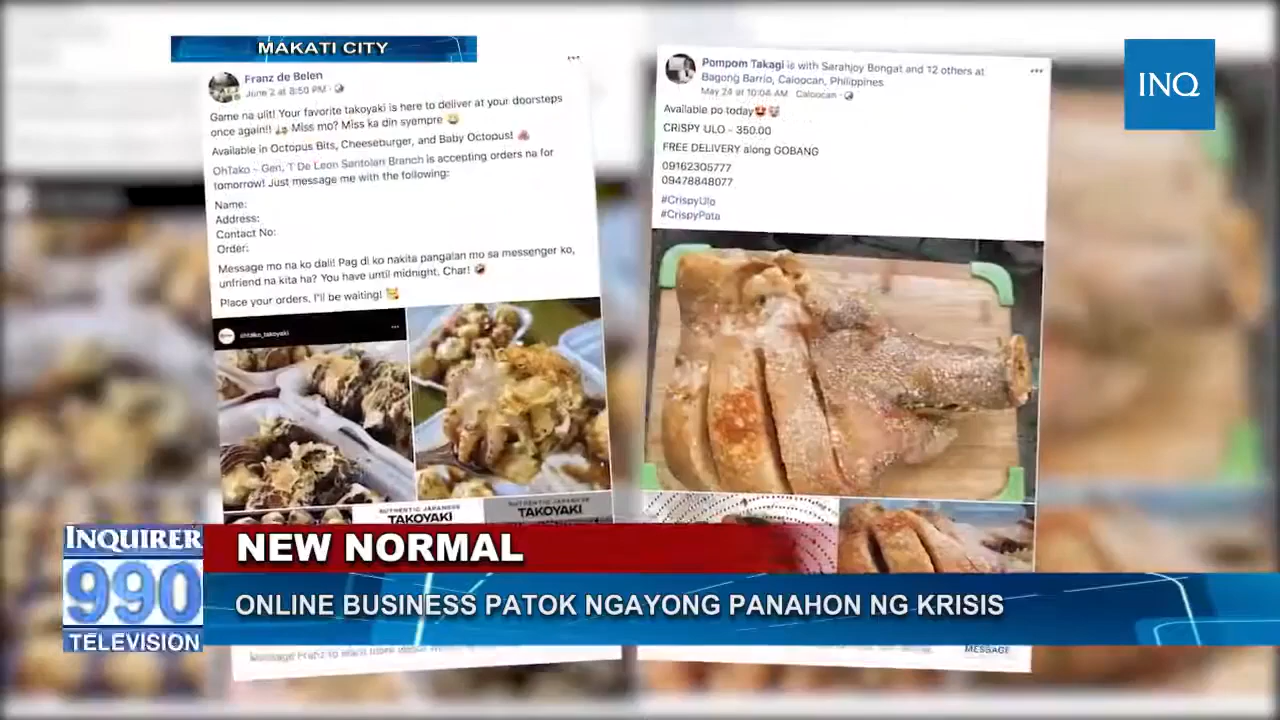 MAKATI CITY
INQ
Franz de Belen
June 2 at 8:50 PM
Game na ulit! Your favorite takoyaki is here to deliver at your doorsteps
once again!! Miss mo? Miss ka din syempre
Available in Octopus Bits, Cheeseburger, and Baby Octopus!
OhTako - Gen, T De Leon Santolan Branch is accepting orders na for
tomorrow! Just message me with the following:
Name:
Address:
Contact No:
Order:
Message mo na ko dali! Pag di ko nakita pangalan mo sa messenger ko,
unfriend na kita ha? You have until midnight. Char!
Place your orders, I'll be waiting!
ohtako_takoyaki
AUTHENTIC JAPANESE
TAKOYAKI
AUTHENTIC JAPANESE
TAKOYAKI
Pompom Takagi is with Sarahjoy Bongat and 12 others at
Bagong Barrio, Caloocan, Philippines
May 24 at 10:04 AM Caloocan
Available po today
CRISPY ULO - 350.00
FREE DELIVERY along GOBANG
09162305777
09478848077
#CrispyUlo
#CrispyPata
INQUIRER
990
TELEVISION
NEW NORMAL
ONLINE BUSINESS PATOK NGAYONG PANAHON NG KRISIS
MESSAGE